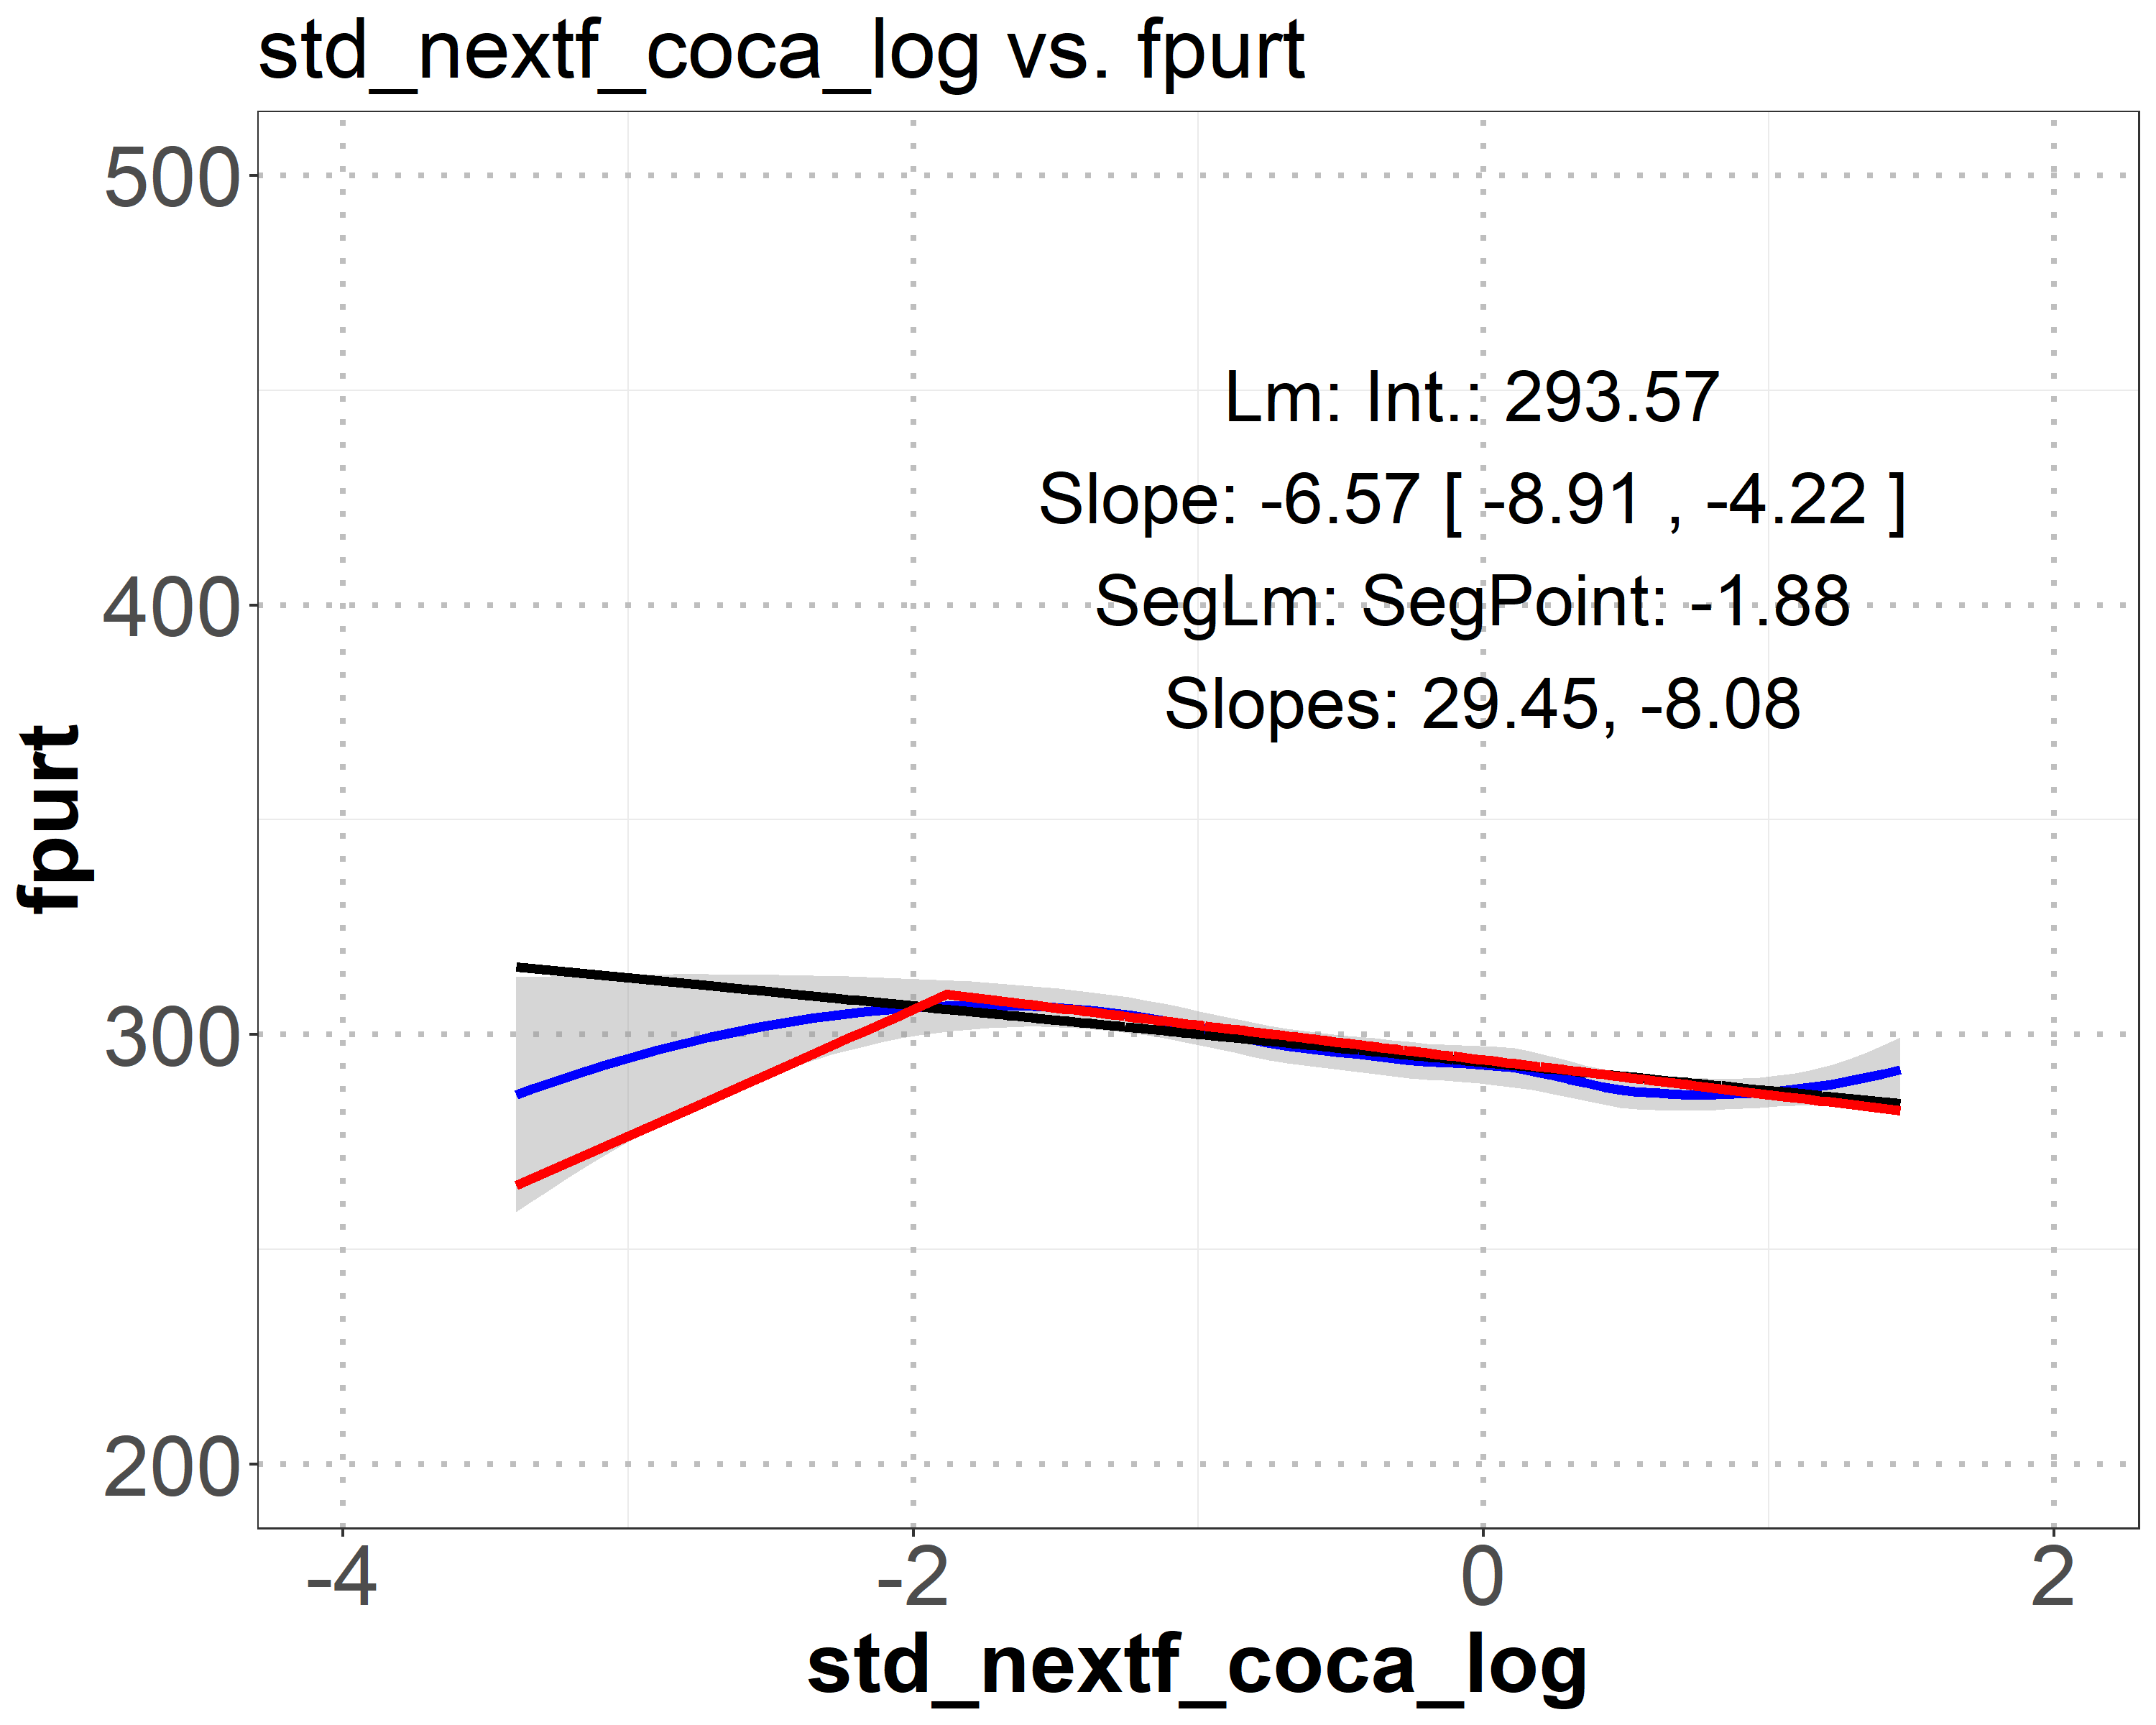 std_nextf_coca_log vs. fpurt
500
400
300
200
fpurt
Lm: Int.: 293.57
Slope: -6.57 [ -8.91 , -4.22 ]
SegLm: SegPoint: -1.88
Slopes: 29.45, -8.08
-4
-2
0
2
std_nextf_coca_log